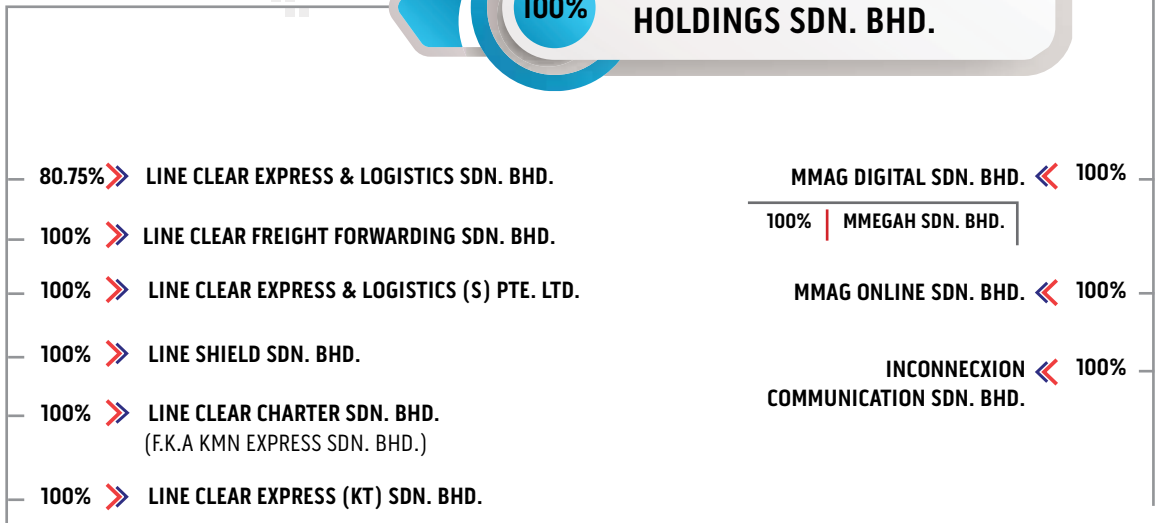 100%
HOLDINGS SDN. BHD.
80.75% LINE CLEAR EXPRESS & LOGISTICS SDN. BHD.
100% LINE CLEAR FREIGHT FORWARDING SDN. BHD.
100% LINE CLEAR EXPRESS & LOGISTICS (S) PTE. LTD.
100% LINE SHIELD SDN. BHD.
100% LINE CLEAR CHARTER SDN. BHD.
(F.K.A KMN EXPRESS SDN. BHD.)
100% LINE CLEAR EXPRESS (KT) SDN. BHD.
MMAG DIGITAL SDN. BHD. 100%
100% MMEGAH SDN. BHD.
MMAG ONLINE SDN. BHD. 100%
INCONNECXION 100%
COMMUNICATION SDN. BHD.